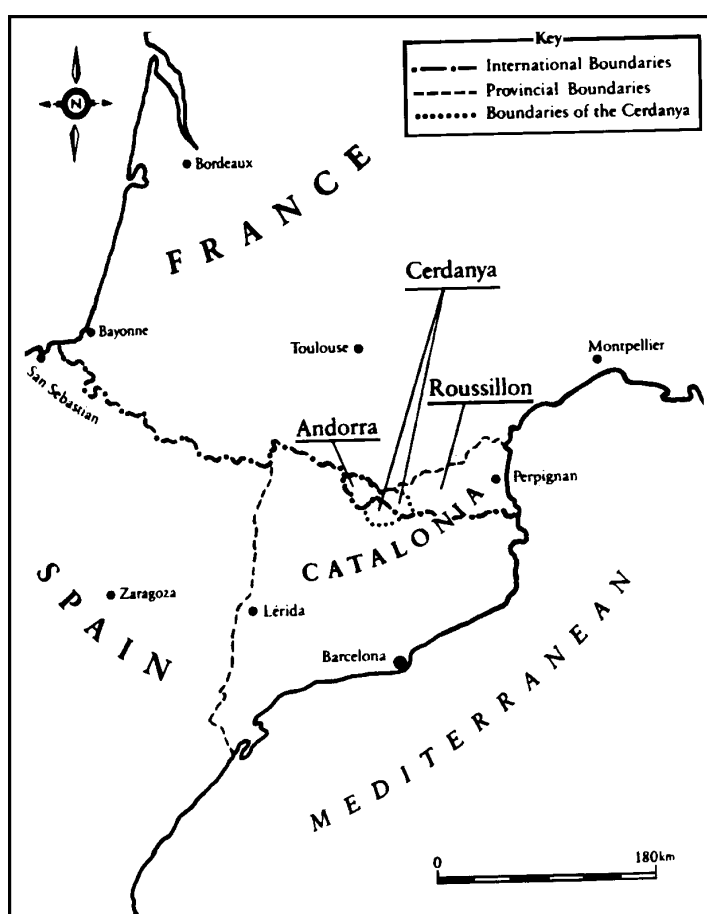 Key
International Boundaries
Provincial Boundaries
Boundaries of the Cerdanya
N
Bordeaux
FRANCE
Cerdanya
Bayonne
Toulouse
Montpellier
San Sebastian
Roussillon
Andorra
Perpignan
CATALONIA
SPAIN
Zaragoza
Lérida
Barcelona
MEDITERRANEAN
0 180km